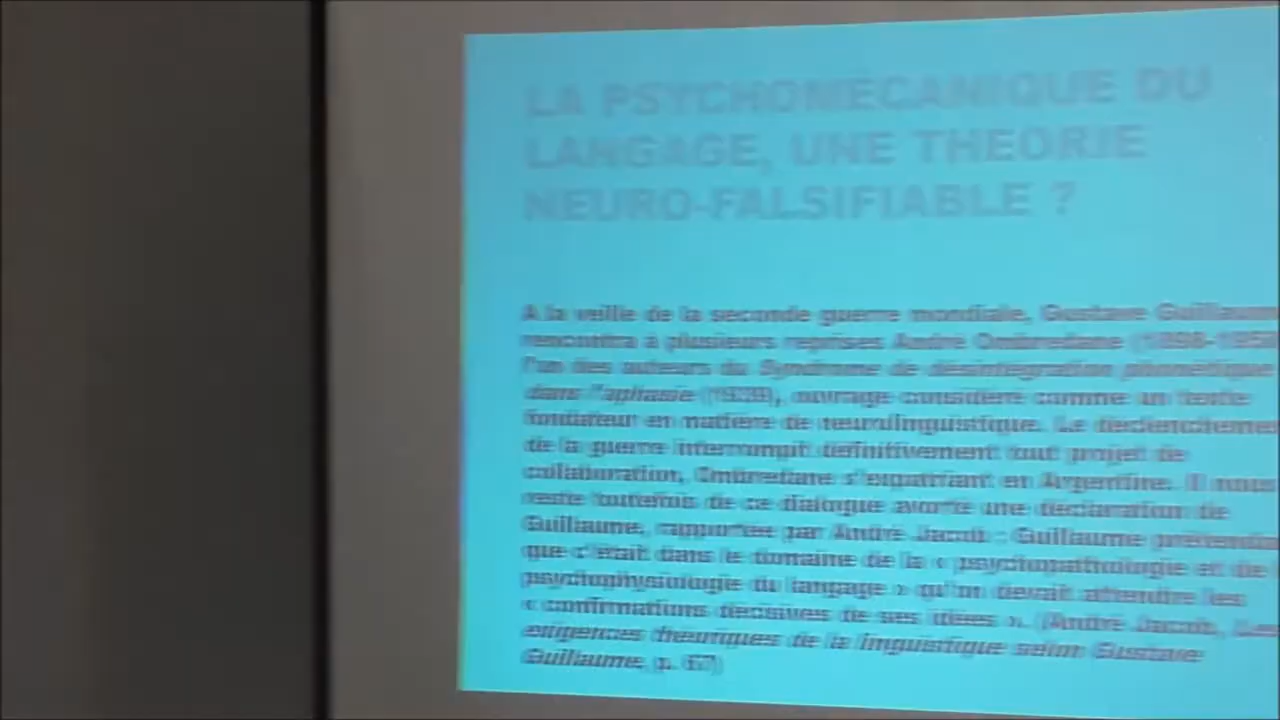 LA PSYCHOMECANIQUE DU
LANGAGE, UNE THEORIE
NEURO-FALSIFIABLE ?
A la veille de la seconde guerre mondiale, Gustave Guillaume
rencontra à plusieurs reprises André Ombredane
l'un des auteurs du Syndrome de désintégration phonétique
dans l'aphasie (1939), ouvrage considéré comme un texte
fondateur en matière de neurolinguistique. Le
de la guerre interrompit définitivement tout projet de
collaboration, Ombredane s'expatriant en Argentine. Il nous
reste toutefois de ce dialogue avorté une déclaration de
Guillaume, rapportée par André Jacob : Guillaume
que c'était dans le domaine de la « psychopathologie et de
psychophysiologie du langage » qu'on devait attendre les
« confirmations décisives de ses idées ». (André Jacob, Les
exigences théoriques de la linguistique selon Gustave
Guillaume, p. 67)